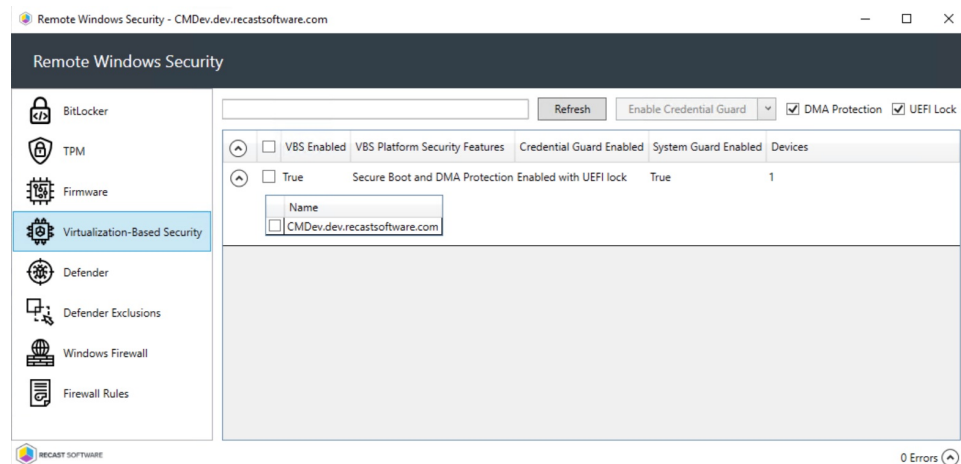 Remote Windows Security - CMDev.dev.recastsoftware.com
Remote Windows Security
BitLocker
TPM
Firmware
Virtualization-Based Security
Defender
Defender Exclusions
Windows Firewall
Firewall Rules
Refresh
Enable Credential Guard
DMA Protection
UEFI Lock
VBS Enabled VBS Platform Security Features Credential Guard Enabled System Guard Enabled Devices
True Secure Boot and DMA Protection Enabled with UEFI lock True 1
Name
CMDev.dev.recastsoftware.com
RECAST SOFTWARE
0 Errors